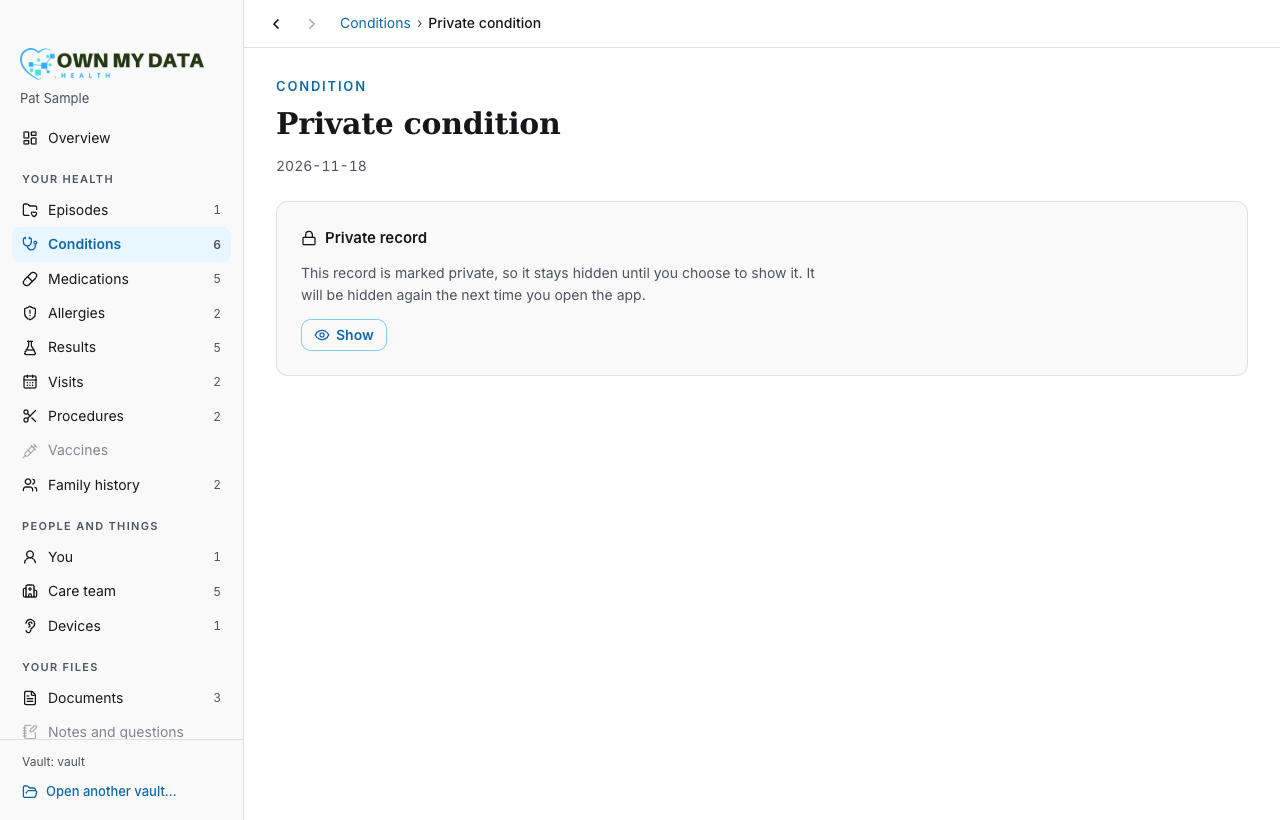 OWN MY DATA
.HEALTH
Pat Sample
Overview
YOUR HEALTH
Episodes 1
Conditions 6
Medications 5
Allergies 2
Results 5
Visits 2
Procedures 2
Vaccines
Family history 2
PEOPLE AND THINGS
You 1
Care team 5
Devices 1
YOUR FILES
Documents 3
Notes and questions
Vault: vault
Open another vault...
Conditions › Private condition
CONDITION
Private condition
2026-11-18
Private record
This record is marked private, so it stays hidden until you choose to show it. It
will be hidden again the next time you open the app.
Show